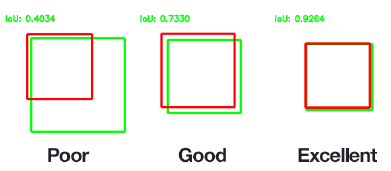 IoU: 0.4034
IoU: 0.7330
IoU: 0.9264
Poor
Good
Excellent